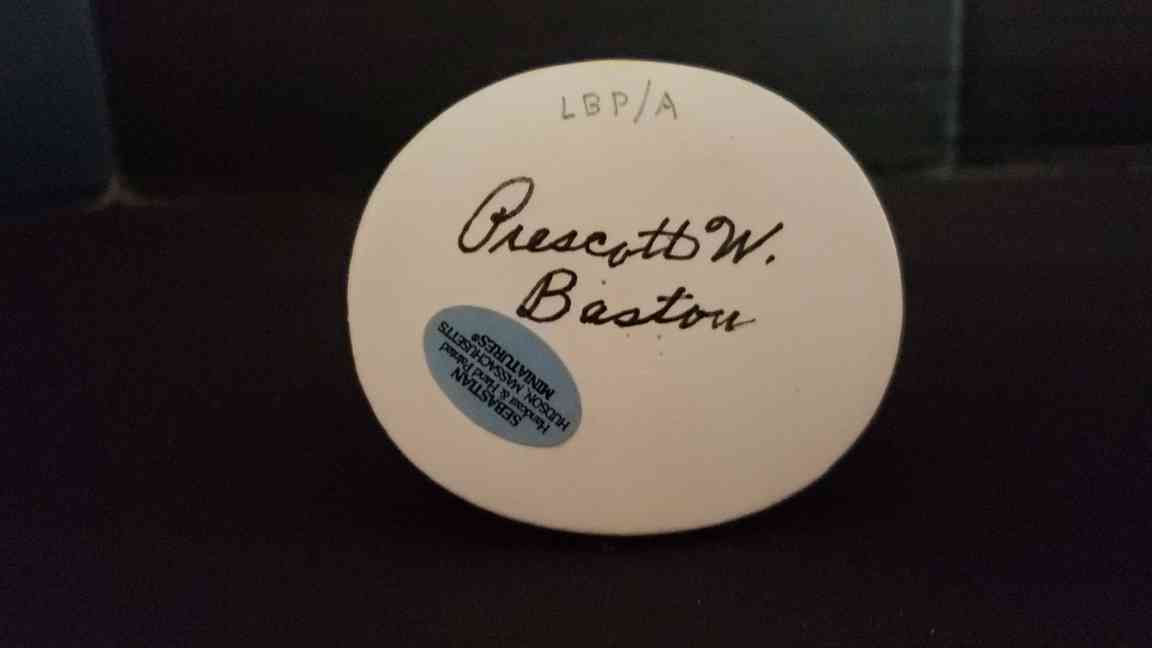 LBP/A
Prescott W.
Baston
SEBASTIAN
MINIATURES®
Handcast & Hand Painted
HUDSON, MASSACHUSETTS